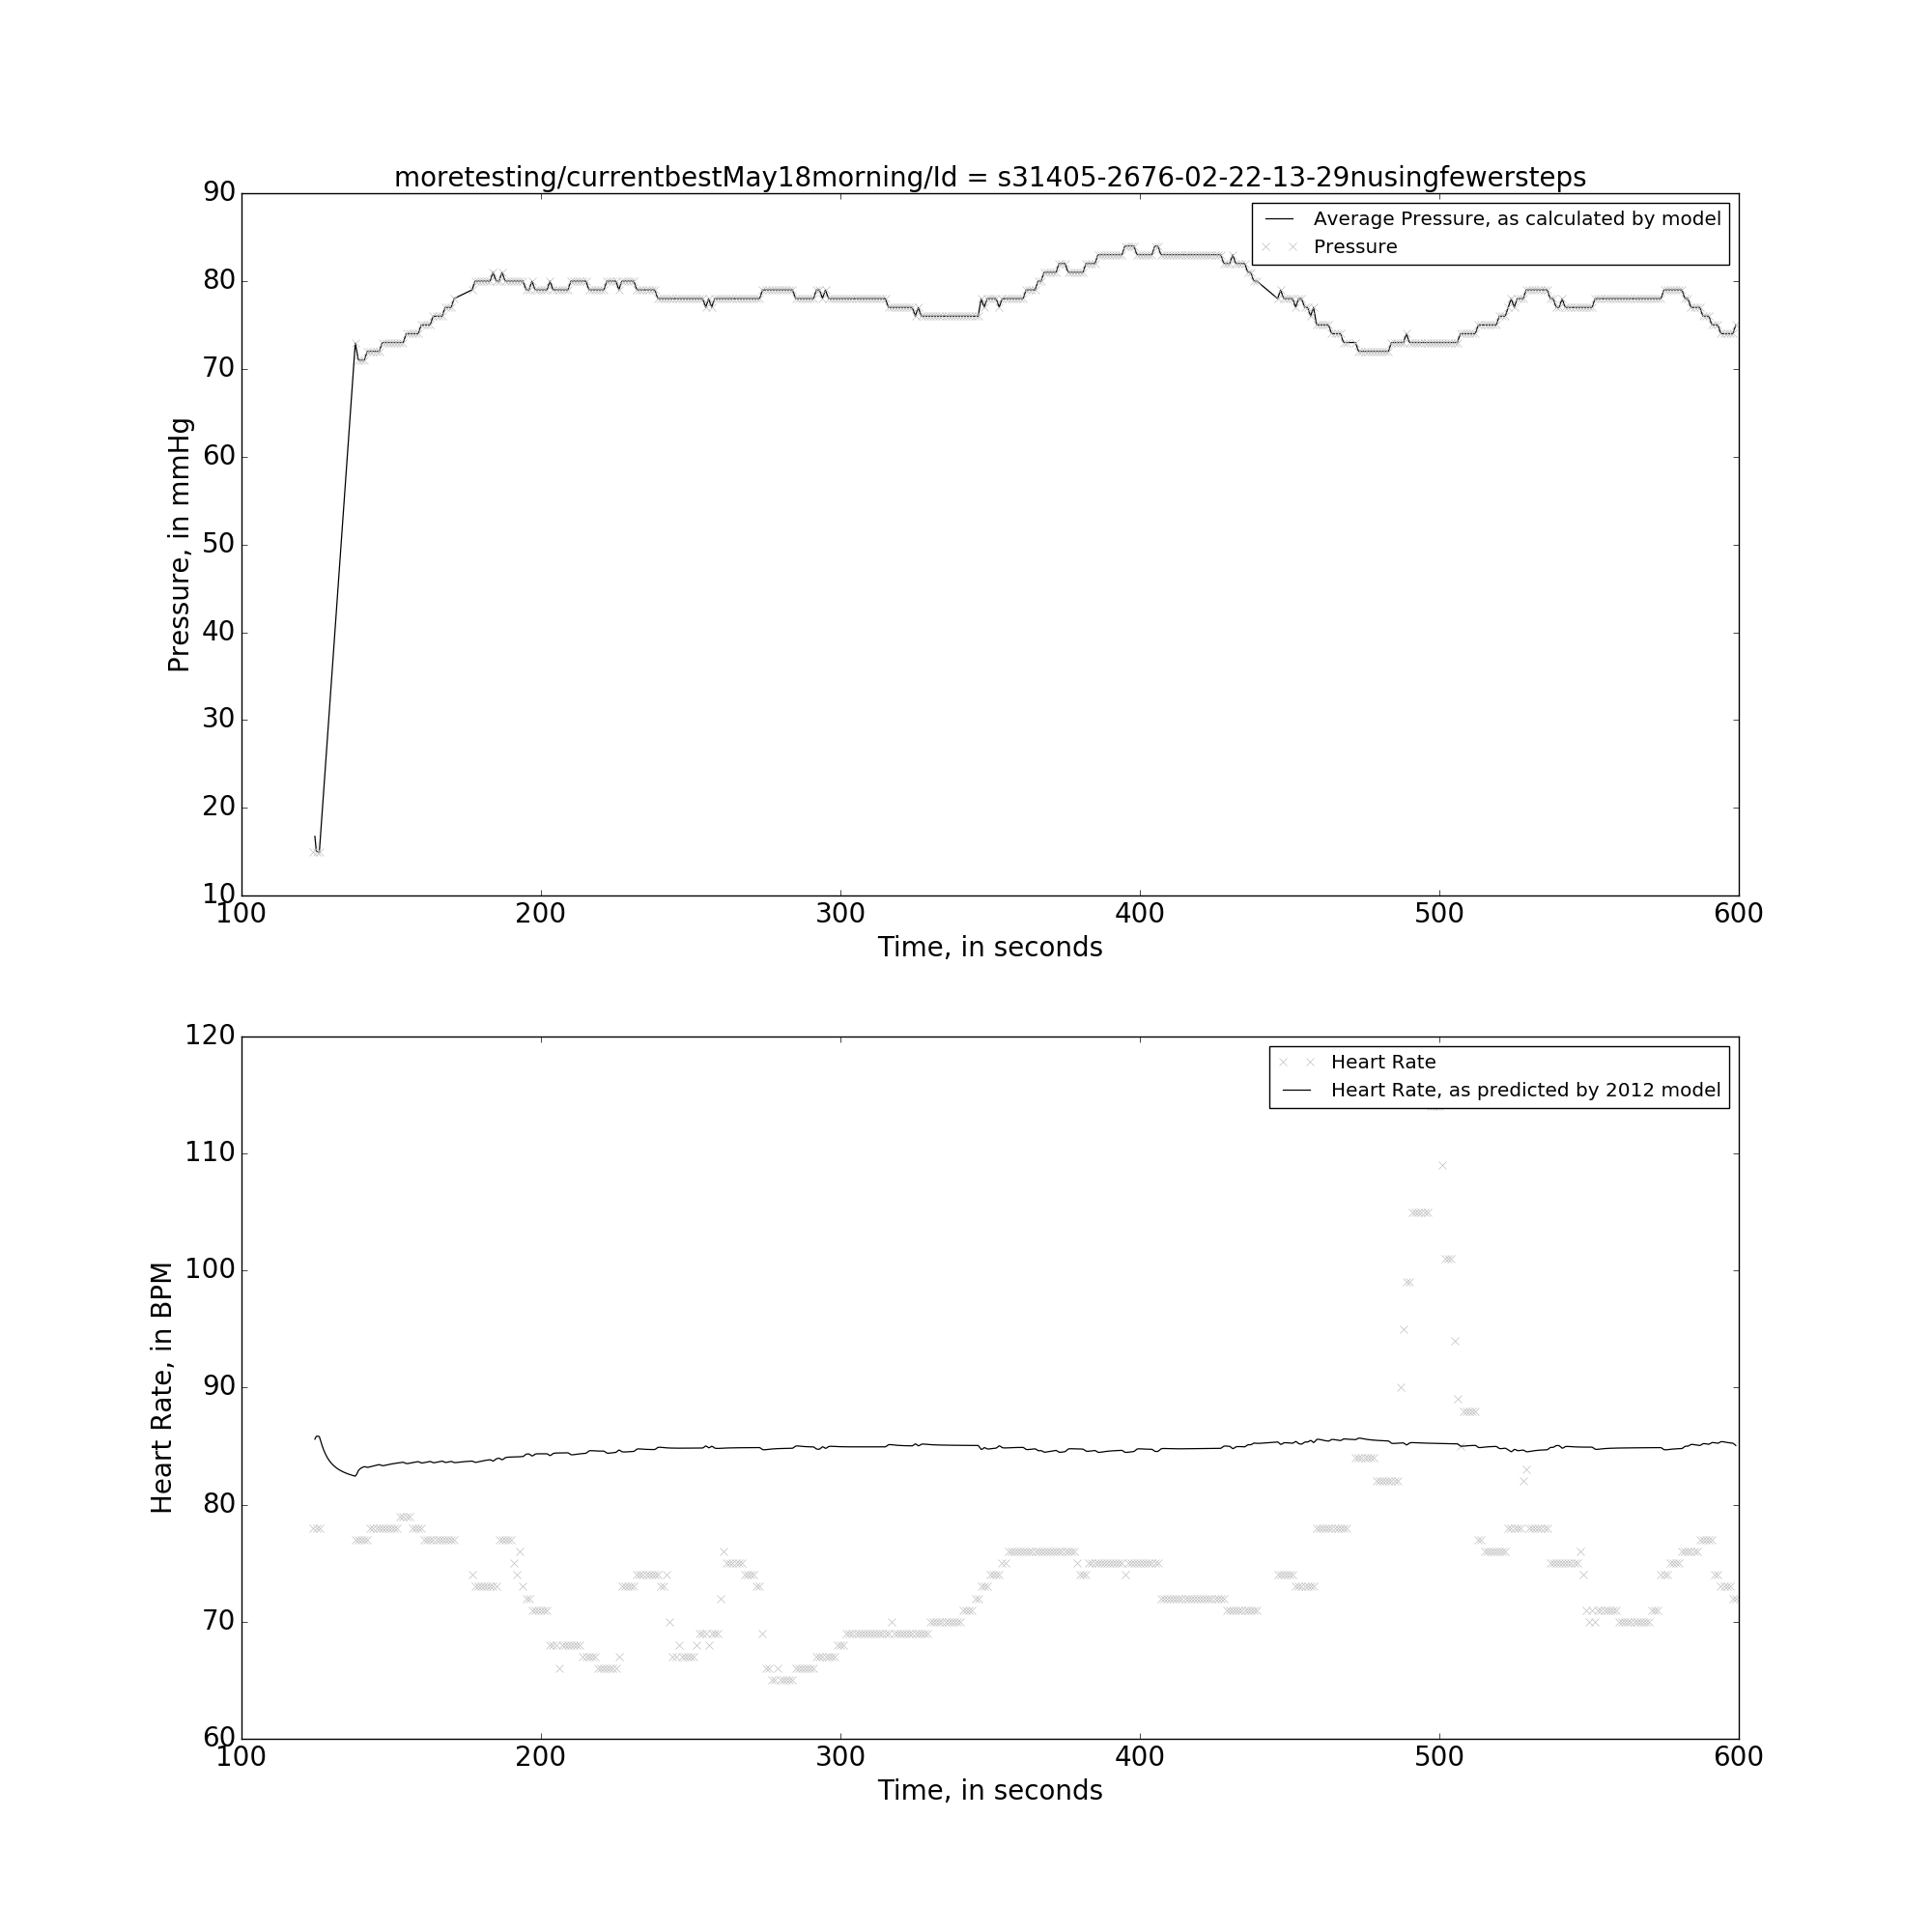 moretesting/currentbestMay18morning/Id = s31405-2676-02-22-13-29nusingfewersteps
90
80
70
60
50
40
30
20
10
Pressure, in mmHg
Average Pressure, as calculated by model
Pressure
100 200 300 400 500 600
Time, in seconds
120
110
100
90
80
70
60
Heart Rate, in BPM
Heart Rate
Heart Rate, as predicted by 2012 model
100 200 300 400 500 600
Time, in seconds